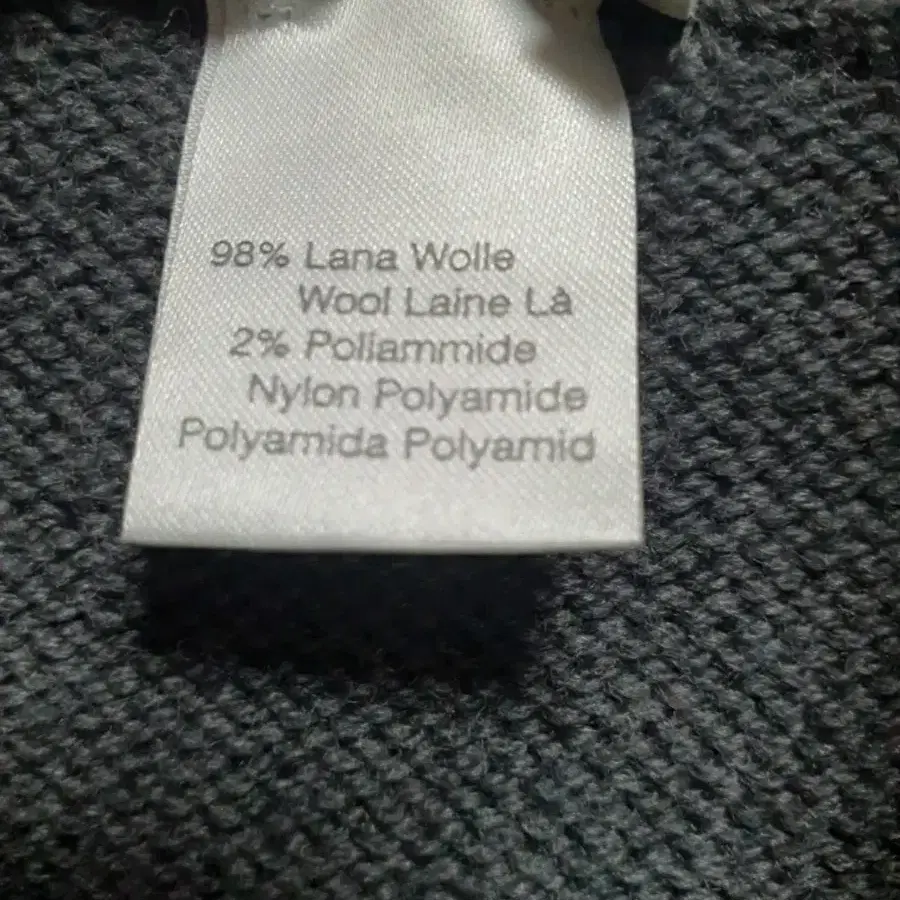 98% Lana Wolle
Wool Laine Là
2% Poliammide
Nylon Polyamide
Polyamida Polyamid